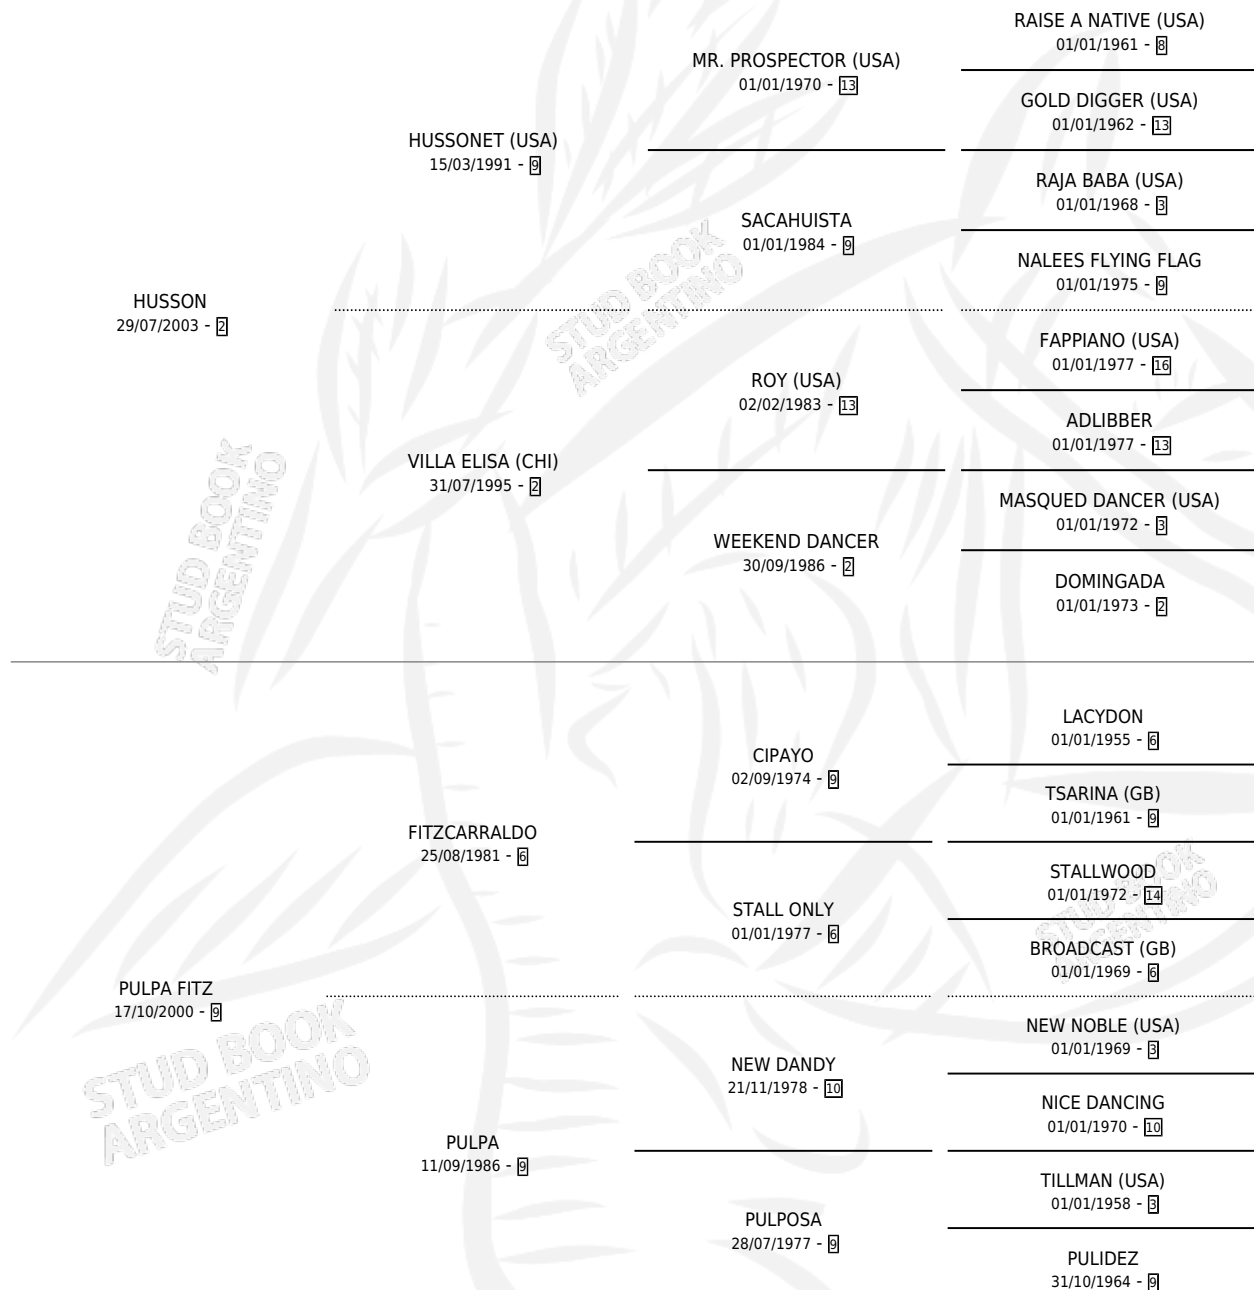 RAISE A NATIVE (USA)
01/01/1961 - 8
MR. PROSPECTOR (USA)
01/01/1970 - 13
GOLD DIGGER (USA)
01/01/1962 - 13
HUSSONET (USA)
15/03/1991 - 9
RAJA BABA (USA)
01/01/1968 - 3
SACAHUISTA
01/01/1984 - 9
NALEES FLYING FLAG
01/01/1975 - 9
HUSSON
29/07/2003 - 2
STUD BOOK
ARGENTINO
FAPPIANO (USA)
01/01/1977 - 16
ROY (USA)
02/02/1983 - 13
ADLIBBER
01/01/1977 - 13
VILLA ELISA (CHI)
31/07/1995 - 2
MASQUED DANCER (USA)
01/01/1972 - 3
WEEKEND DANCER
30/09/1986 - 2
DOMINGADA
01/01/1973 - 2
STUD BOOK
ARGENTINO
LACYDON
01/01/1955 - 6
CIPAYO
02/09/1974 - 9
TSARINA (GB)
01/01/1961 - 9
FITZCARRALDO
25/08/1981 - 6
STALLWOOD
01/01/1972 - 14
STALL ONLY
01/01/1977 - 6
STUD BOOK
ARGENTINO
BROADCAST (GB)
01/01/1969 - 6
PULPA FITZ
17/10/2000 - 9
STUD BOOK
ARGENTINO
NEW NOBLE (USA)
01/01/1969 - 3
NEW DANDY
21/11/1978 - 10
NICE DANCING
01/01/1970 - 10
PULPA
11/09/1986 - 9
TILLMAN (USA)
01/01/1958 - 3
PULPOSA
28/07/1977 - 9
PULIDEZ
31/10/1964 - 9